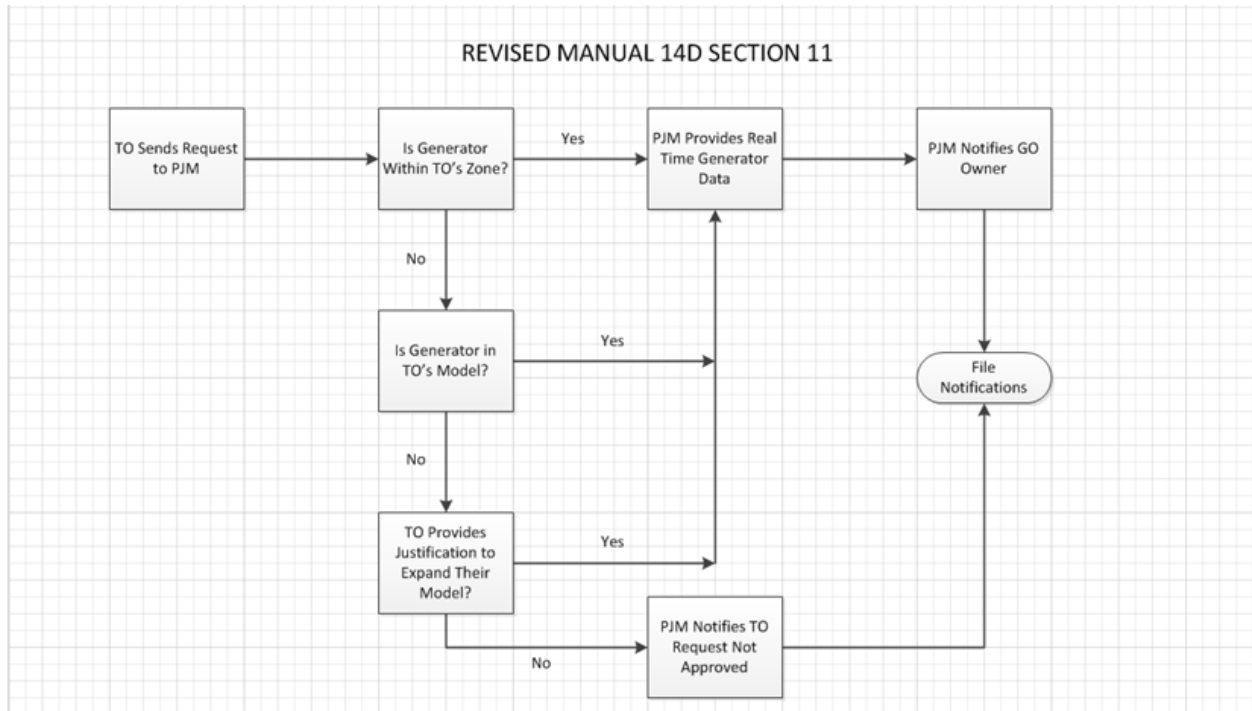 REVISED MANUAL 14D SECTION 11
TO Sends Request
to PJM
Is Generator
Within TO's Zone?
Yes
PJM Provides Real
Time Generator
Data
PJM Notifies GO
Owner
No
Is Generator in
TO's Model?
Yes
File
Notifications
No
TO Provides
Justification to
Expand Their
Model?
Yes
No
PJM Notifies TO
Request Not
Approved